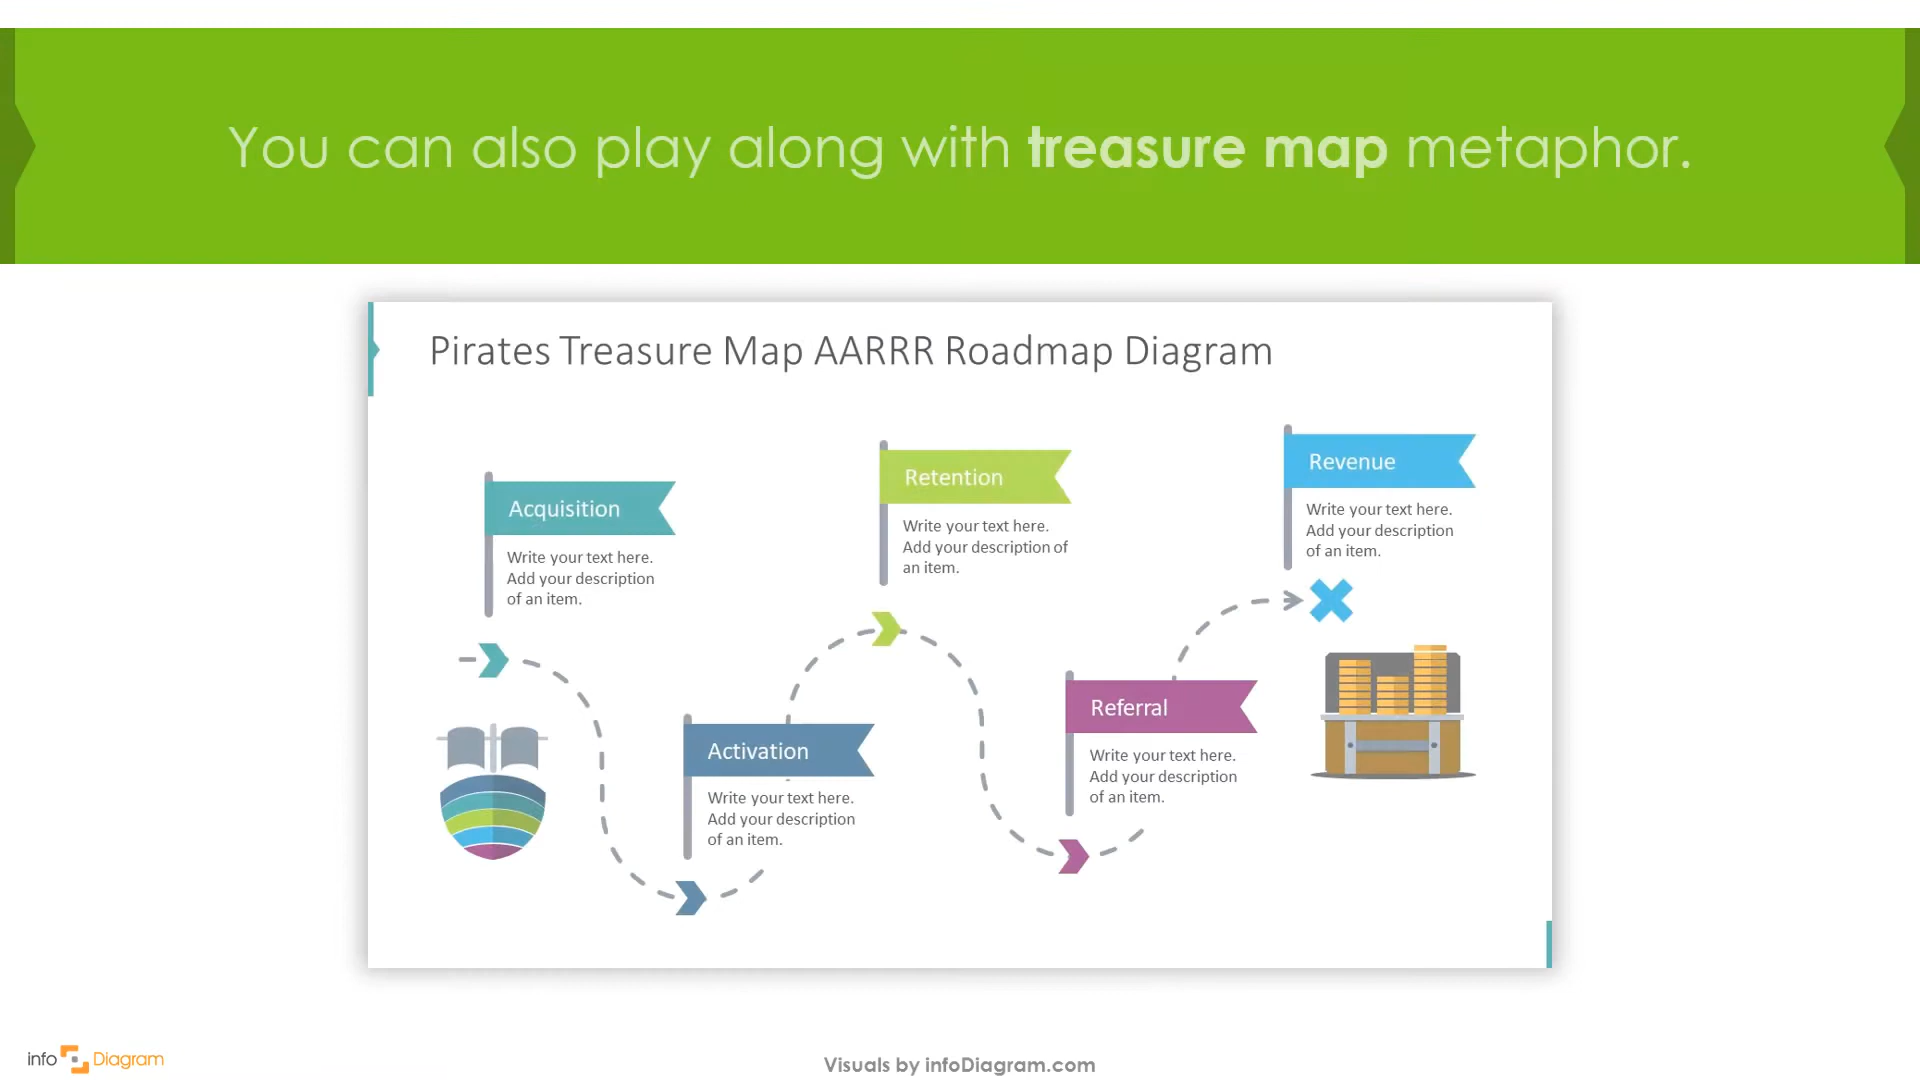 You can also play along with treasure map metaphor.
Pirates Treasure Map AARRR Roadmap Diagram
Acquisition
Write your text here.
Add your description
of an item.
Activation
Write your text here.
Add your description
of an item.
Retention
Write your text here.
Add your description of
an item.
Referral
Write your text here.
Add your description
of an item.
Revenue
Write your text here.
Add your description
of an item.
info Diagram
Visuals by infoDiagram.com